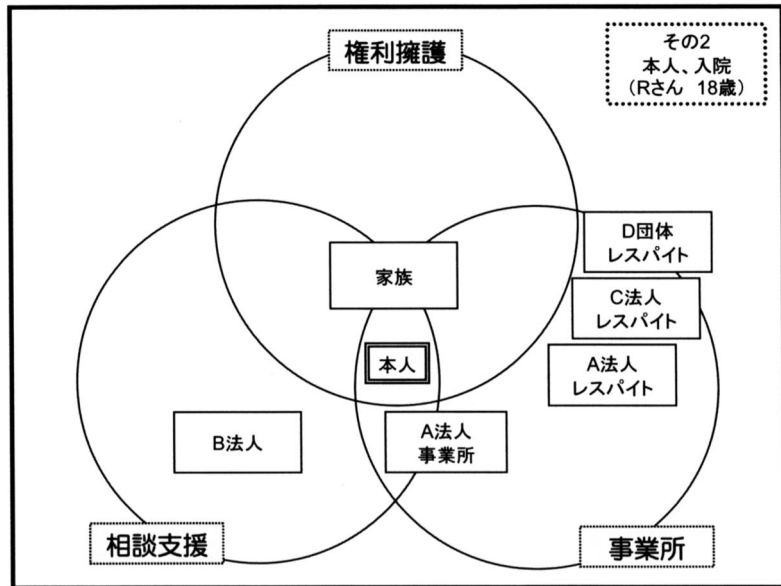 権利擁護
その2
本人、入院
(Rさん 18歳)
D団体
レスパイト
家族
C法人
レスパイト
本人
A法人
レスパイト
B法人
A法人
事業所
相談支援
事業所